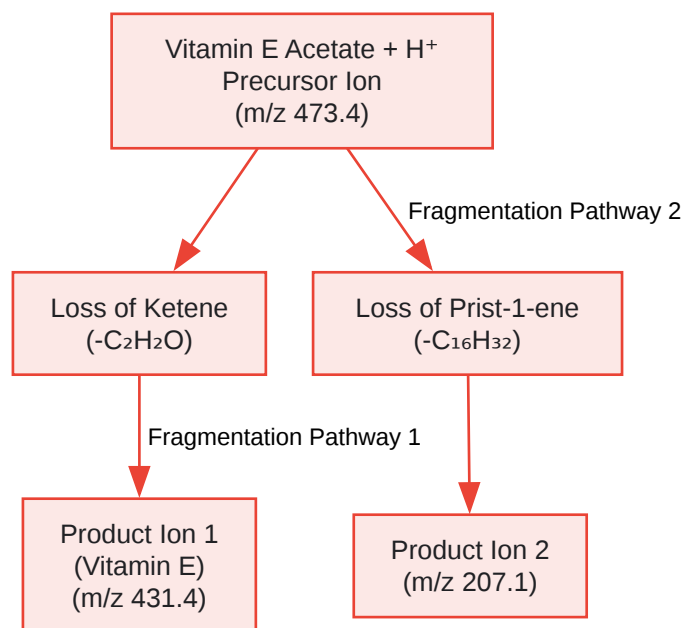 Vitamin E Acetate + H⁺
Precursor Ion
(m/z 473.4)
Fragmentation Pathway 2
Loss of Ketene
(-C₂H₂O)
Loss of Prist-1-ene
(-C₁₆H₃₂)
Fragmentation Pathway 1
Product Ion 1
(Vitamin E)
(m/z 431.4)
Product Ion 2
(m/z 207.1)